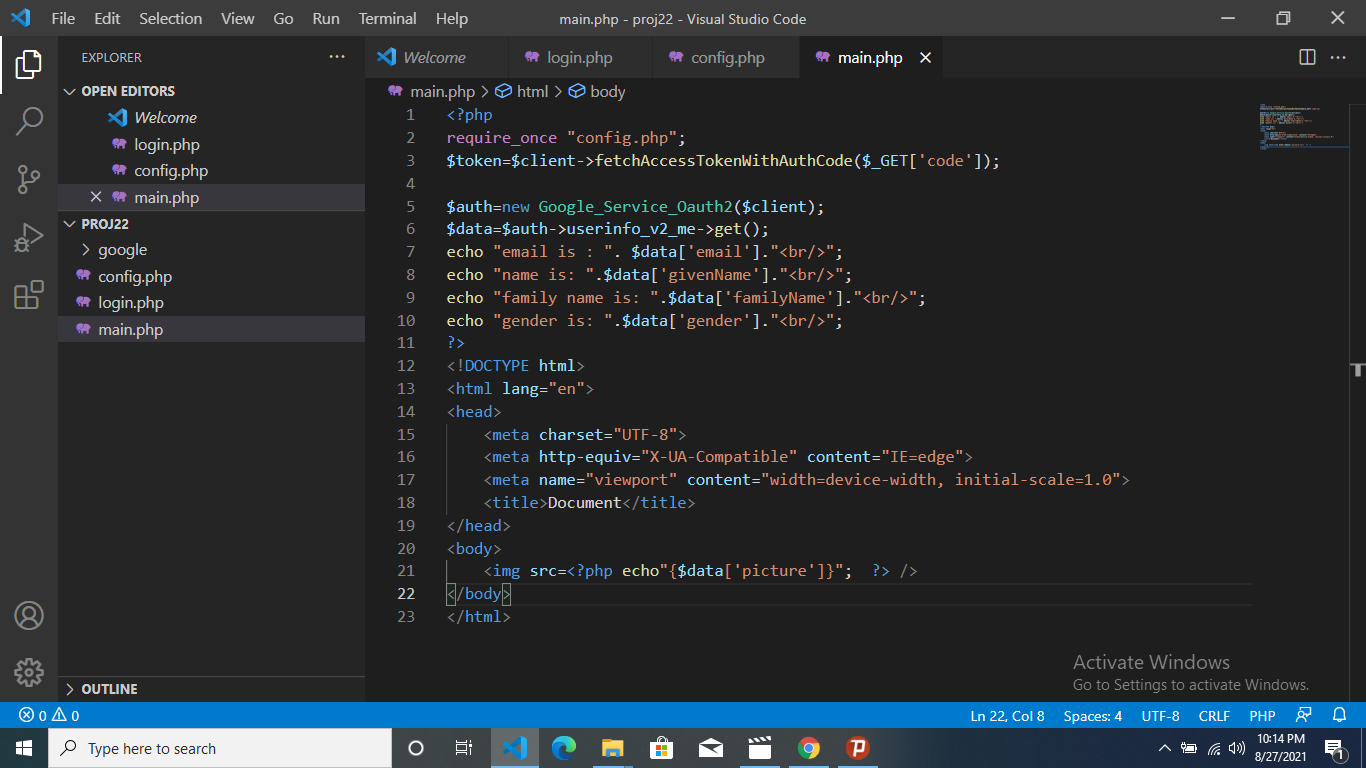 File Edit Selection View Go Run Terminal Help main.php - proj22 - Visual Studio Code
EXPLORER
OPEN EDITORS
Welcome
login.php
config.php
main.php
PROJ22
google
config.php
login.php
main.php
OUTLINE
Welcome login.php config.php main.php
main.php > html > body
1 <?php
2 require_once "config.php";
3 $token=$client->fetchAccessTokenWithAuthCode($_GET['code']);
4
5 $auth=new Google_Service_Oauth2($client);
6 $data=$auth->userinfo_v2_me->get();
7 echo "email is : ". $data['email']."<br/>";
8 echo "name is: ".$data['givenName']."<br/>";
9 echo "family name is: ".$data['familyName']."<br/>";
10 echo "gender is: ".$data['gender']."<br/>";
11 ?>
12 <!DOCTYPE html>
13 <html lang="en">
14 <head>
15     <meta charset="UTF-8">
16     <meta http-equiv="X-UA-Compatible" content="IE=edge">
17     <meta name="viewport" content="width=device-width, initial-scale=1.0">
18     <title>Document</title>
19 </head>
20 <body>
21     <img src=<?php echo"{$data['picture']}";  ?> />
22 </body>
23 </html>
Activate Windows
Go to Settings to activate Windows.
0 0 Ln 22, Col 8 Spaces: 4 UTF-8 CRLF PHP
Type here to search
10:14 PM
8/27/2021
1